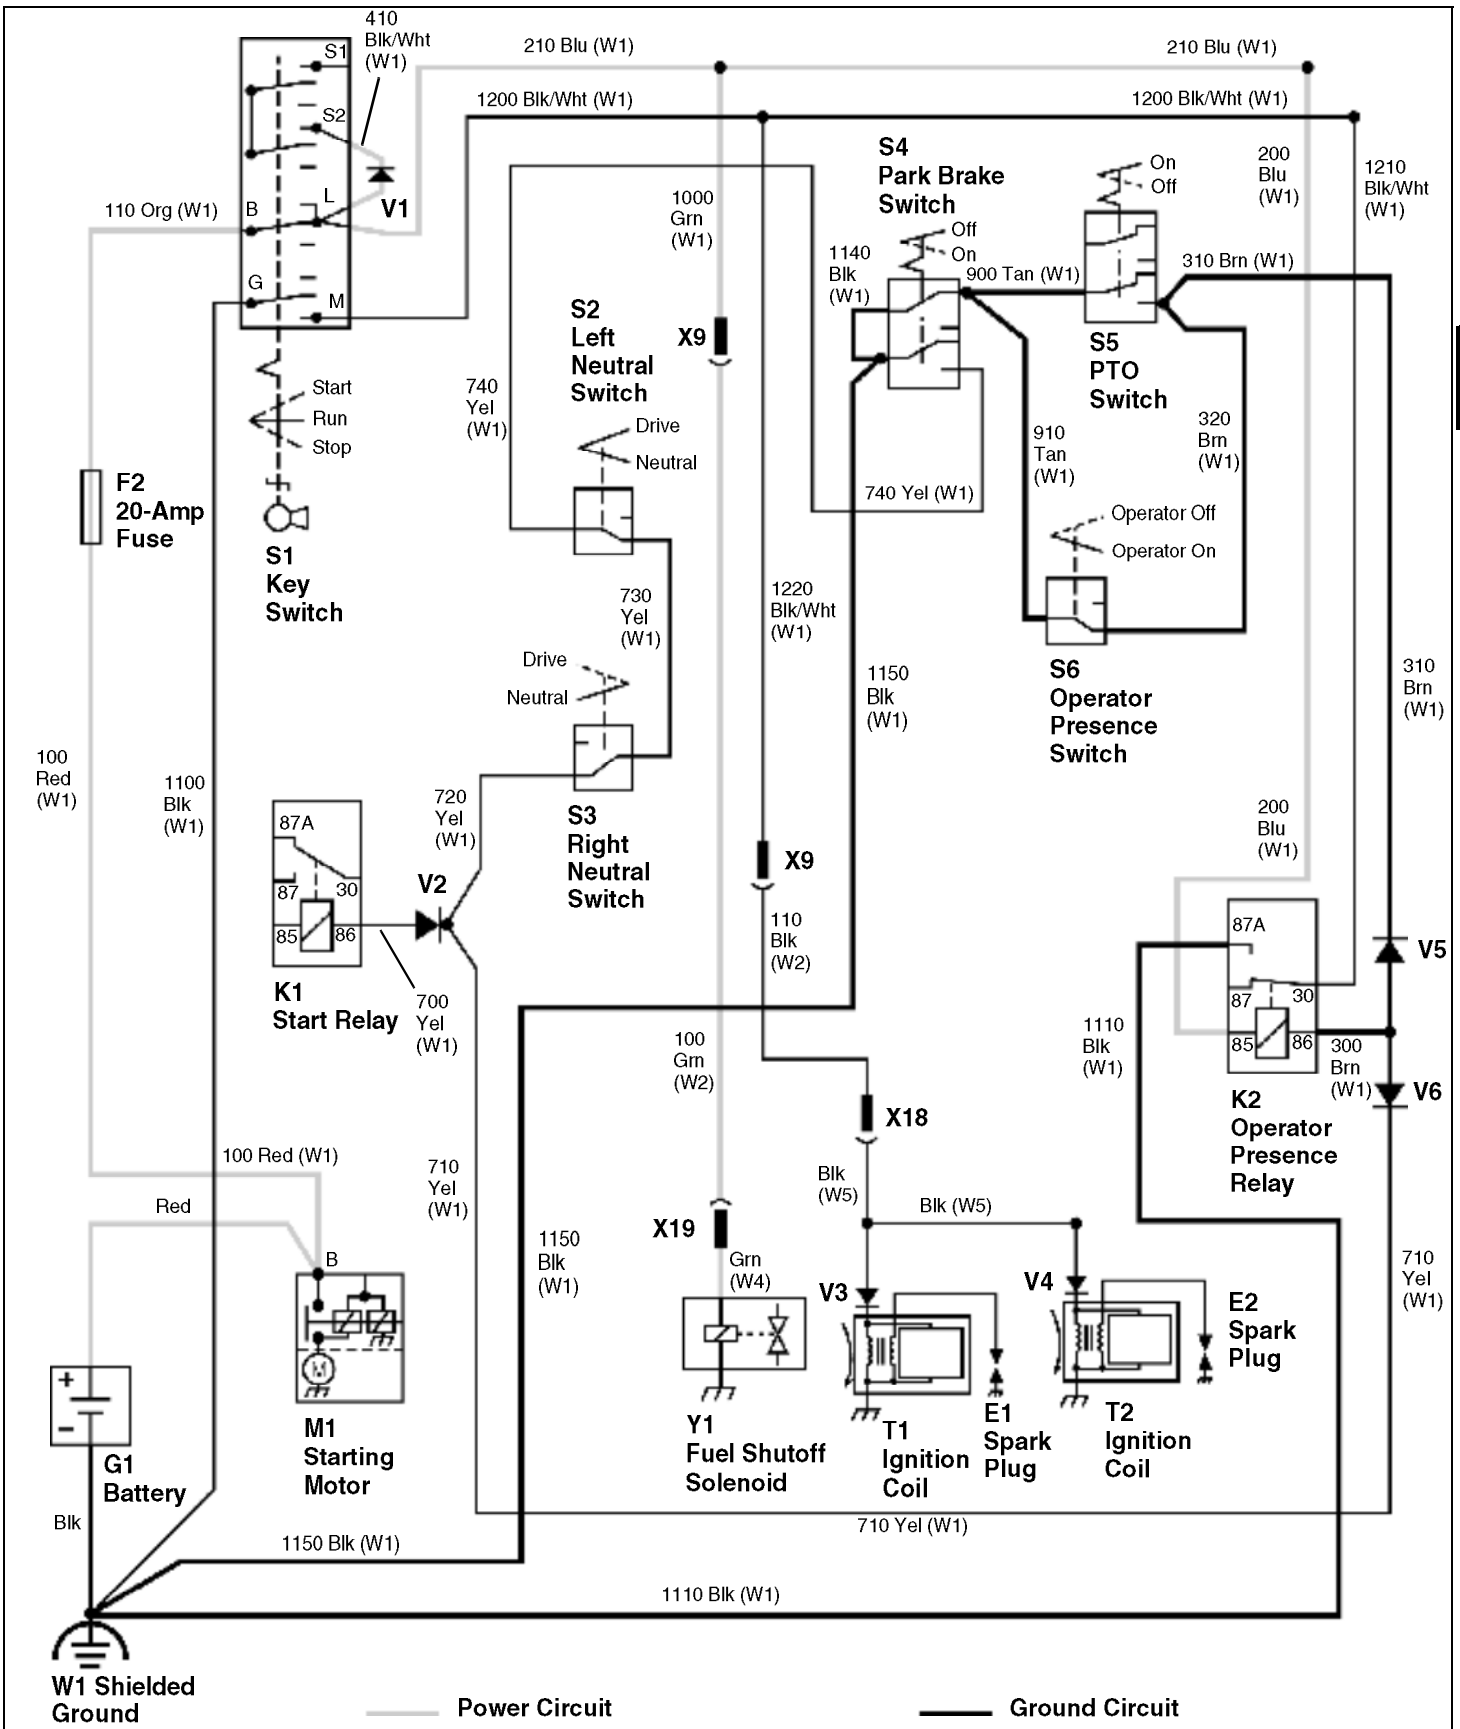 410
Blk/Wht
(W1)
210 Blu (W1)
210 Blu (W1)
S1
1200 Blk/Wht (W1)
1200 Blk/Wht (W1)
S2
S4
Park Brake
Switch
On
Off
200
Blu
(W1)
1210
Blk/Wht
(W1)
110 Org (W1)
B
L
V1
1000
Grn
(W1)
Off
On
1140
Blk
(W1)
900 Tan (W1)
310 Brn (W1)
G
M
S2
Left
Neutral
Switch
X9
S5
PTO
Switch
Start
Run
Stop
740
Yel
(W1)
Drive
Neutral
910
Tan
(W1)
320
Brn
(W1)
F2
20-Amp
Fuse
740 Yel (W1)
Operator Off
Operator On
S1
Key
Switch
730
Yel
(W1)
1220
Blk/Wht
(W1)
Drive
Neutral
1150
Blk
(W1)
S6
Operator
Presence
Switch
310
Brn
(W1)
100
Red
(W1)
1100
Blk
(W1)
720
Yel
(W1)
S3
Right
Neutral
Switch
200
Blu
(W1)
87A
87
30
85
86
V2
X9
110
Blk
(W2)
87A
87
30
85
86
V5
K1
Start Relay
700
Yel
(W1)
100
Grn
(W2)
1110
Blk
(W1)
300
Brn
(W1)
V6
K2
Operator
Presence
Relay
X18
100 Red (W1)
710
Yel
(W1)
Blk
(W5)
Blk (W5)
Red
1150
Blk
(W1)
X19
B
Grn
(W4)
V3
V4
710
Yel
(W1)
E2
Spark
Plug
+
-
M
M1
Starting
Motor
G1
Battery
Y1
Fuel Shutoff
Solenoid
T1
Ignition
Coil
E1
Spark
Plug
T2
Ignition
Coil
Blk
710 Yel (W1)
1150 Blk (W1)
1110 Blk (W1)
W1 Shielded
Ground
Power Circuit
Ground Circuit